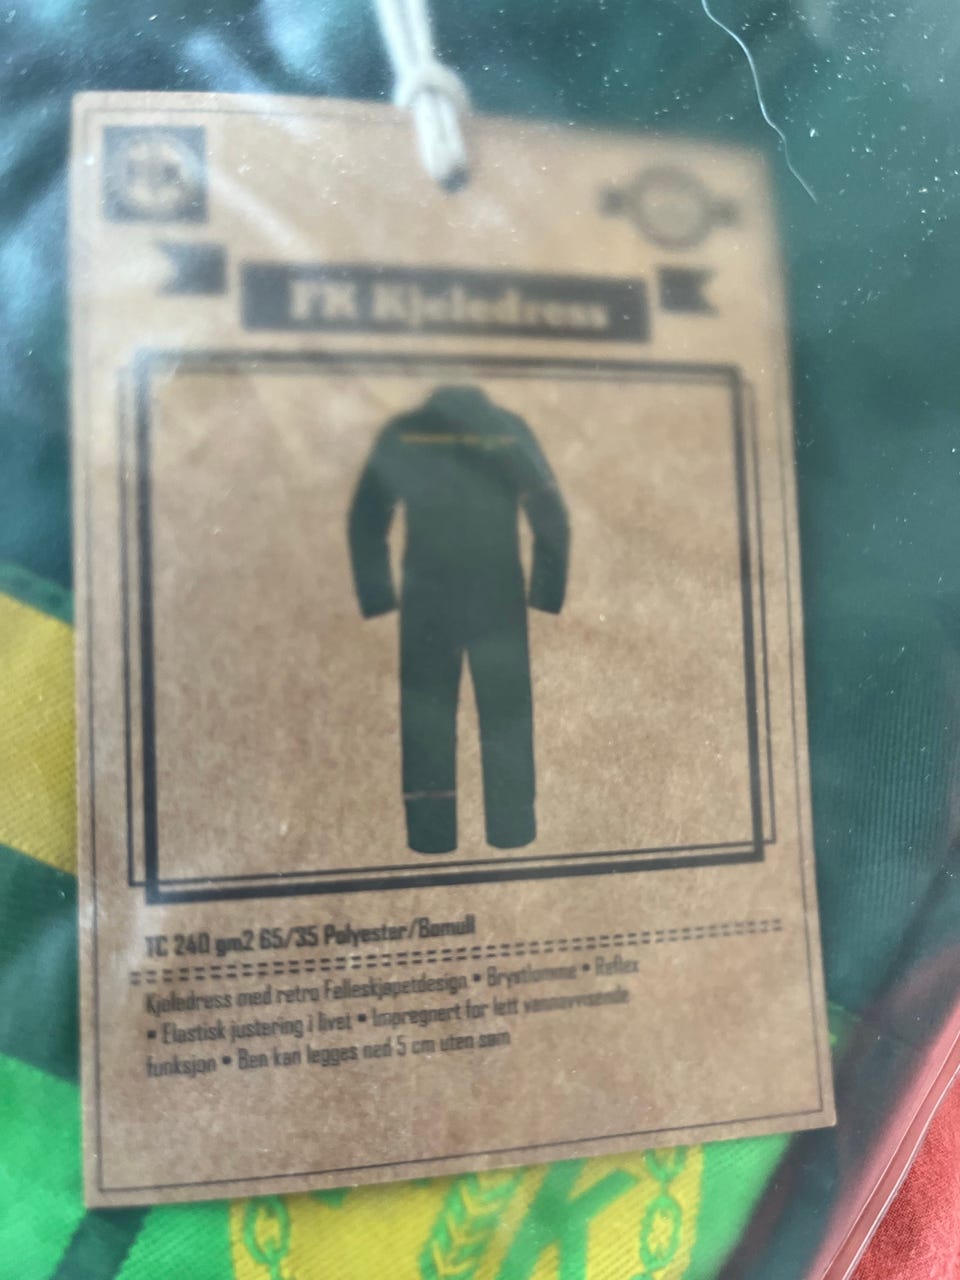 FK Kjeledress
TC 240 gm2 65/35 Polyester/Bomull
Kjeledress med retro Felleskjøpetdesign • Brystlomme • Reflex
• Elastisk justering i livet • Impregnert for lett vannavvisende
funksjon • Ben kan legges ned 5 cm uten søm